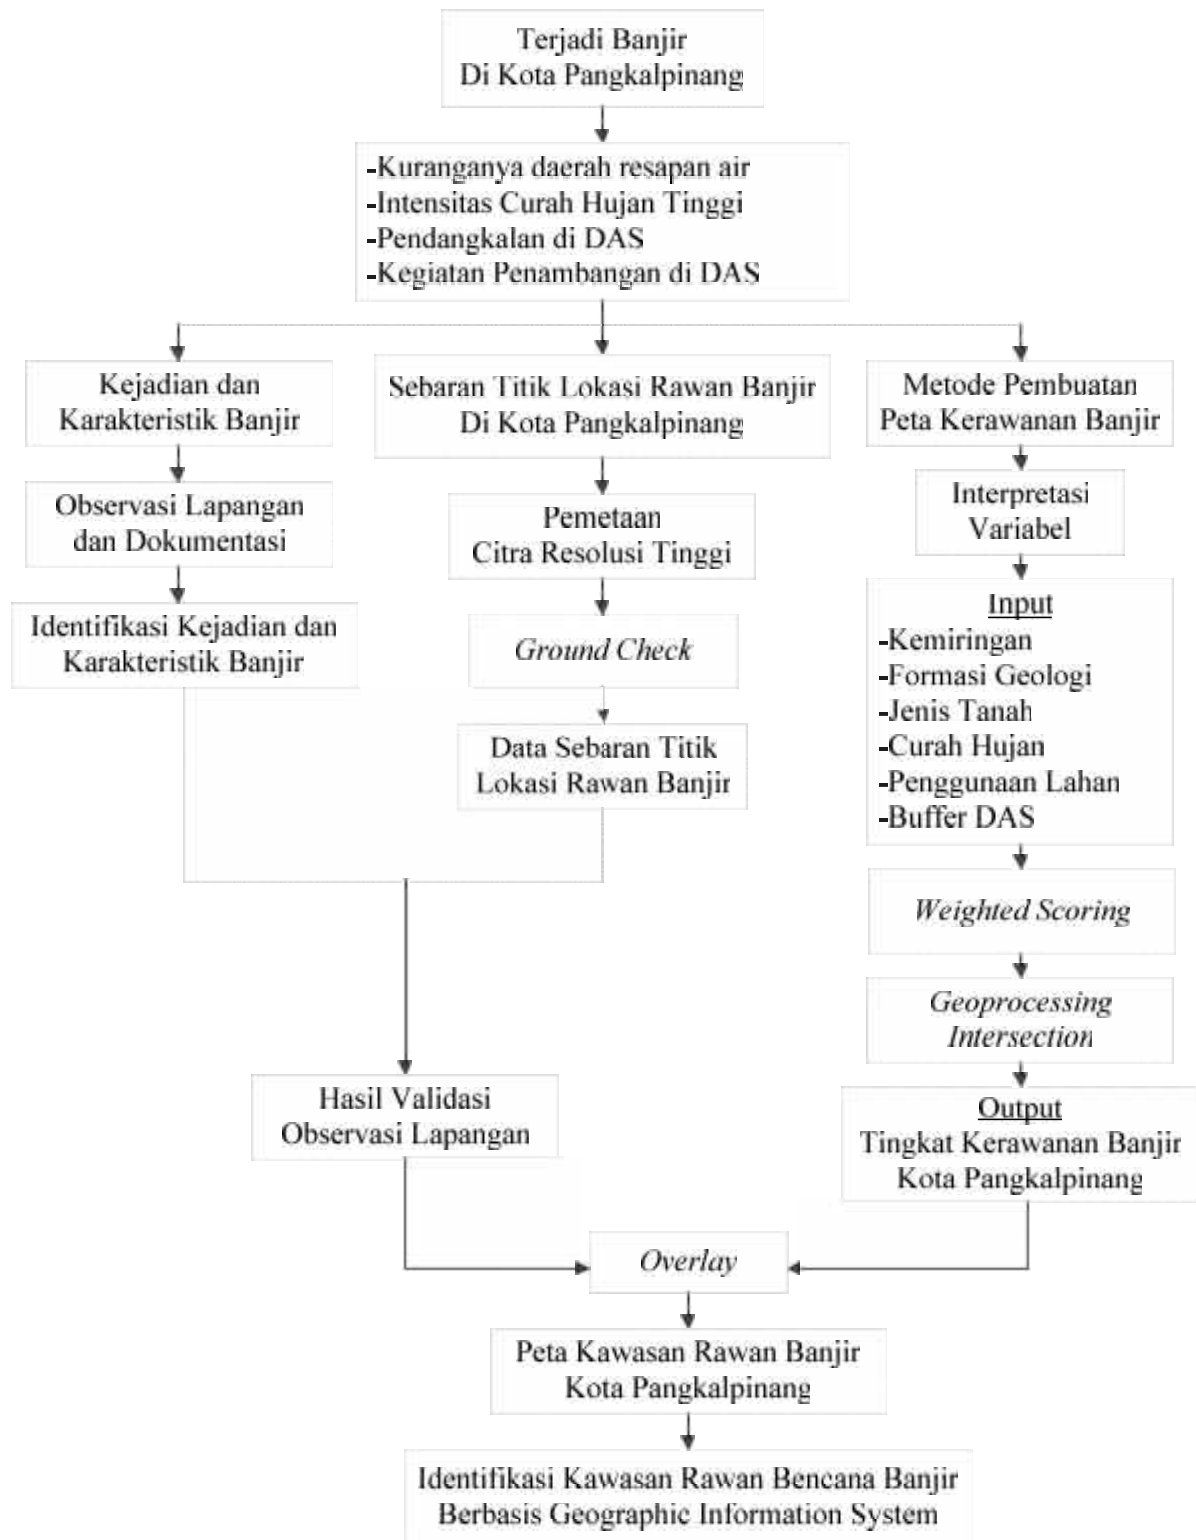 Terjadi Banjir
Di Kota Pangkalpinang
-Kuranganya daerah resapan air
-Intensitas Curah Hujan Tinggi
-Pendangkalan di DAS
-Kegiatan Penambangan di DAS
Kejadian dan
Karakteristik Banjir
Sebaran Titik Lokasi Rawan Banjir
Di Kota Pangkalpinang
Metode Pembuatan
Peta Kerawanan Banjir
Observasi Lapangan
dan Dokumentasi
Pemetaan
Citra Resolusi Tinggi
Interpretasi
Variabel
Identifikasi Kejadian dan
Karakteristik Banjir
Ground Check
Input
-Kemiringan
-Formasi Geologi
-Jenis Tanah
-Curah Hujan
-Penggunaan Lahan
-Buffer DAS
Data Sebaran Titik
Lokasi Rawan Banjir
Weighted Scoring
Geoprocessing
Intersection
Hasil Validasi
Observasi Lapangan
Output
Tingkat Kerawanan Banjir
Kota Pangkalpinang
Overlay
Peta Kawasan Rawan Banjir
Kota Pangkalpinang
Identifikasi Kawasan Rawan Bencana Banjir
Berbasis Geographic Information System